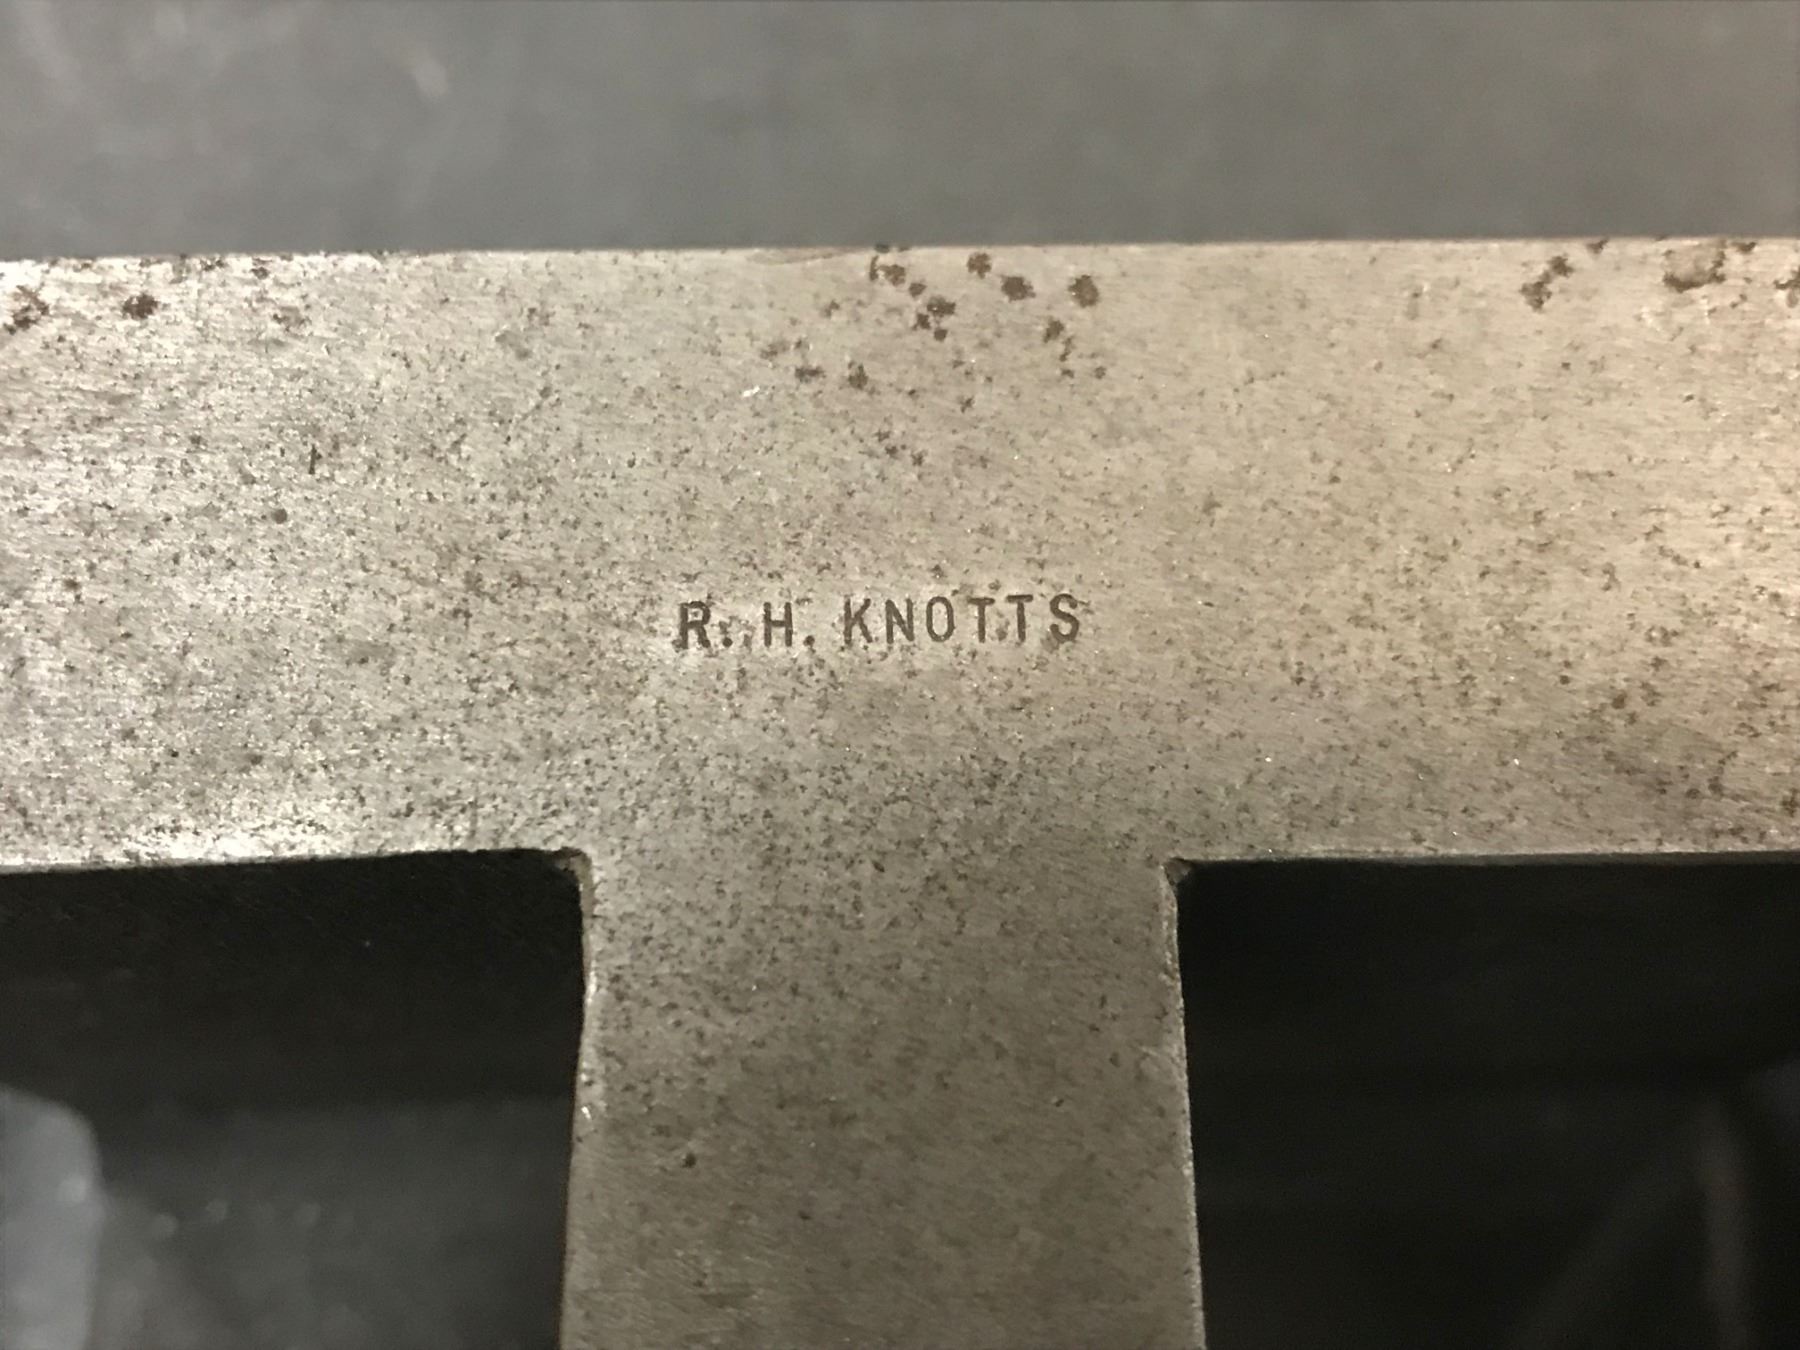 R. H. KNOTTS